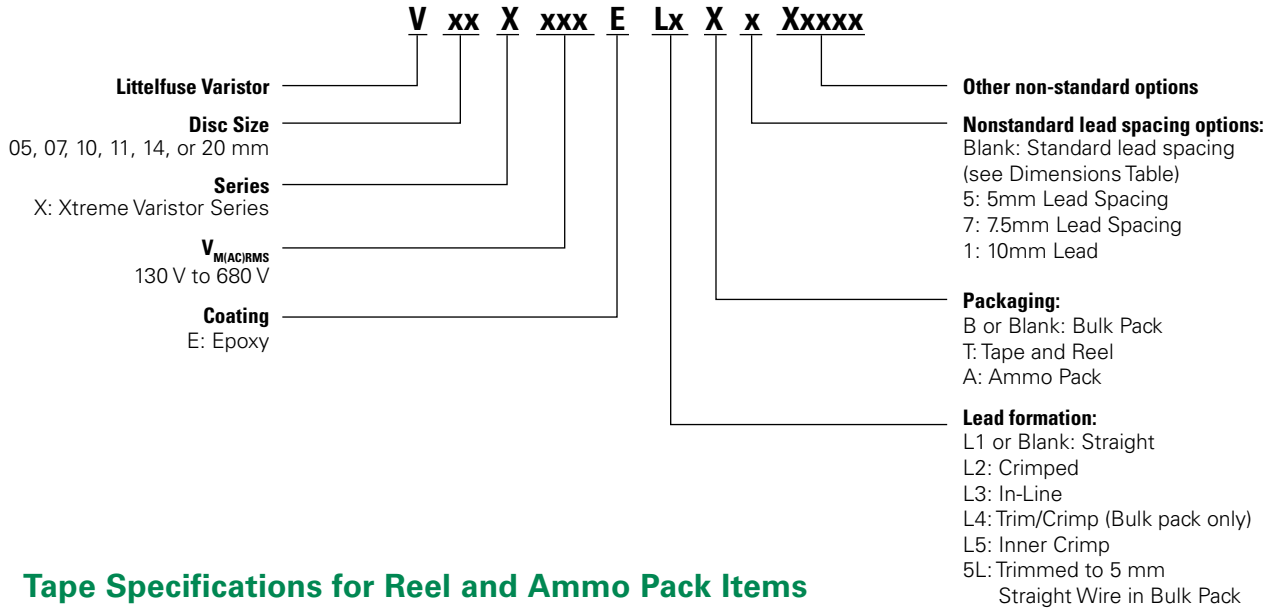 V xx X xxx E Lx X x Xxxxx
Littelfuse Varistor
Disc Size
05, 07, 10, 11, 14, or 20 mm
Series
X: Xtreme Varistor Series
VM(AC)RMS
130 V to 680 V
Coating
E: Epoxy
Other non-standard options
Nonstandard lead spacing options:
Blank: Standard lead spacing
(see Dimensions Table)
5: 5mm Lead Spacing
7: 7.5mm Lead Spacing
1: 10mm Lead
Packaging:
B or Blank: Bulk Pack
T: Tape and Reel
A: Ammo Pack
Lead formation:
L1 or Blank: Straight
L2: Crimped
L3: In-Line
L4: Trim/Crimp (Bulk pack only)
L5: Inner Crimp
5L: Trimmed to 5 mm
Straight Wire in Bulk Pack
Tape Specifications for Reel and Ammo Pack Items